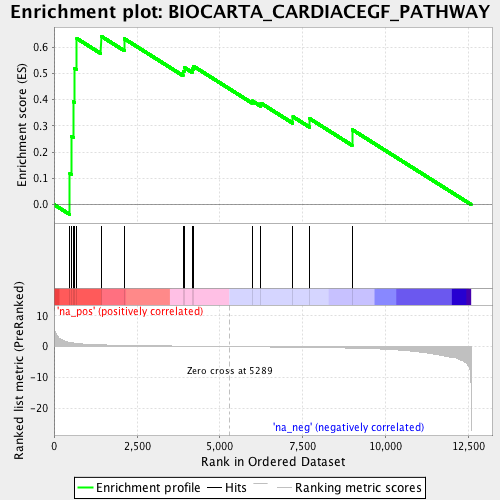 Enrichment plot: BIOCARTA_CARDIACEGF_PATHWAY
Enrichment score (ES)
0.6
0.5
0.4
0.3
0.2
0.1
0.0
'na_pos' (positively correlated)
Ranked list metric (PreRanked)
10
0
-10
-20
Zero cross at 5289
'na_neg' (negatively correlated)
0
2,500
5,000
7,500
10,000
12,500
Rank in Ordered Dataset
Enrichment profile
Hits
Ranking metric scores